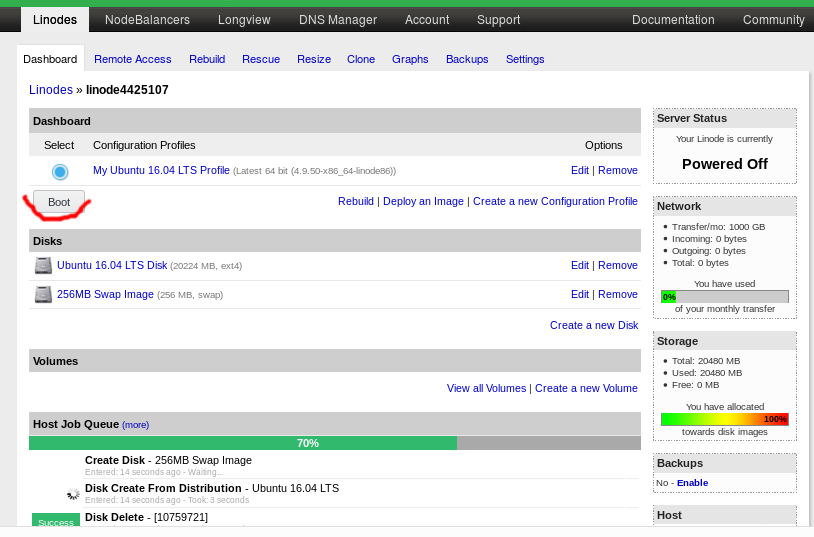 Linodes NodeBalancers Longview DNS Manager Account Support Documentation Community
Dashboard Remote Access Rebuild Rescue Resize Clone Graphs Backups Settings
Linodes » linode4425107
Dashboard
Select Configuration Profiles Options
My Ubuntu 16.04 LTS Profile (Latest 64 bit (4.9.50-x86_64-linode86)) Edit | Remove
Boot Rebuild | Deploy an Image | Create a new Configuration Profile
Disks
Ubuntu 16.04 LTS Disk (20224 MB, ext4) Edit | Remove
256MB Swap Image (256 MB, swap) Edit | Remove
Create a new Disk
Volumes
View all Volumes | Create a new Volume
Host Job Queue (more)
70%
Create Disk - 256MB Swap Image
Entered: 14 seconds ago - Waiting...
Disk Create From Distribution - Ubuntu 16.04 LTS
Entered: 14 seconds ago - Took: 3 seconds
Success Disk Delete - [10759721]
Server Status
Your Linode is currently
Powered Off
Network
Transfer/mo: 1000 GB
Incoming: 0 bytes
Outgoing: 0 bytes
Total: 0 bytes
You have used
0%
of your monthly transfer
Storage
Total: 20480 MB
Used: 20480 MB
Free: 0 MB
You have allocated
100%
towards disk images
Backups
No - Enable
Host